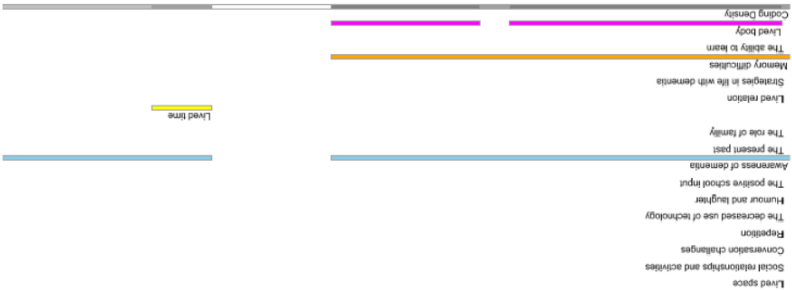 Lived space
Social relationships and activities
Conversation challenges
Repetition
The decreased use of technology
Humour and laughter
The positive school input
Awareness of dementia
The present past
The role of family
Lived time
Lived relation
Strategies in life with dementia
Memory difficulties
The ability to learn
Lived body
Coding Density